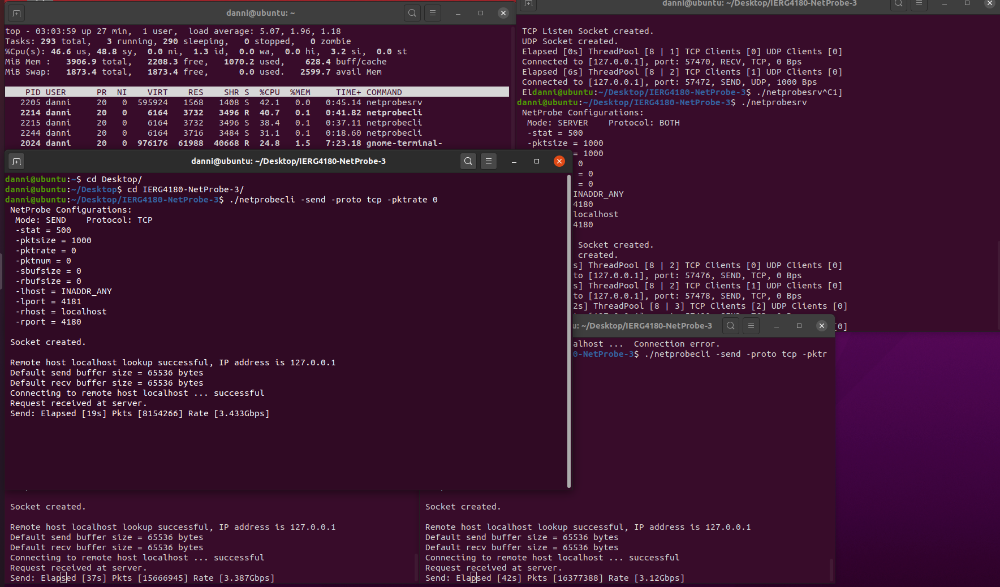 danni@ubuntu: ~
top - 03:03:59 up 27 min,  1 user,  load average: 5.07, 1.96, 1.18
Tasks: 293 total,   3 running, 290 sleeping,   0 stopped,   0 zombie
%Cpu(s): 46.6 us, 48.8 sy,  0.0 ni,  1.3 id,  0.0 wa,  0.0 hi,  3.2 si,  0.0 st
MiB Mem :   3906.9 total,   2208.3 free,   1070.2 used,    628.4 buff/cache
MiB Swap:   1873.4 total,   1873.4 free,      0.0 used.   2599.7 avail Mem
PID USER      PR  NI    VIRT    RES    SHR S  %CPU  %MEM     TIME+ COMMAND
2205 danni     20   0  595924   1568   1408 S  42.1   0.0   0:45.14 netprobesrv
2214 danni     20   0    6164   3732   3496 R  40.7   0.1   0:41.82 netprobecli
2215 danni     20   0    6164   3732   3496 S  38.4   0.1   0:37.11 netprobecli
2244 danni     20   0    6164   3716   3484 S  31.1   0.1   0:18.60 netprobecli
2024 danni     20   0  976176  61988  40668 R  24.8   1.5   7:23.18 gnome-terminal-
danni@ubuntu: ~/Desktop/IERG4180-NetProbe-3
TCP Listen Socket created.
UDP Socket created.
Elapsed [0s] ThreadPool [8 | 1] TCP Clients [0] UDP Clients [0]
Connected to [127.0.0.1], port: 57470, RECV, TCP, 0 Bps
Elapsed [6s] ThreadPool [8 | 2] TCP Clients [1] UDP Clients [0]
Connected to [127.0.0.1], port: 57472, SEND, UDP, 1000 Bps
Eldanni@ubuntu:~/Desktop/IERG4180-NetProbe-3$ ./netprobesrv^C1]
danni@ubuntu:~/Desktop/IERG4180-NetProbe-3$ ./netprobesrv
NetProbe Configurations:
Mode: SERVER    Protocol: BOTH
-stat = 500
-pktsize = 1000
= 1000
0
= 0
= 0
INADDR_ANY
4180
localhost
4180
Socket created.
created.
s] ThreadPool [8 | 2] TCP Clients [0] UDP Clients [0]
to [127.0.0.1], port: 57476, SEND, TCP, 0 Bps
s] ThreadPool [8 | 2] TCP Clients [1] UDP Clients [0]
to [127.0.0.1], port: 57478, SEND, TCP, 0 Bps
2s] ThreadPool [8 | 3] TCP Clients [2] UDP Clients [0]
[0]
danni@ubuntu: ~/Desktop/IERG4180-NetProbe-3
danni@ubuntu:~$ cd Desktop/
danni@ubuntu:~/Desktop$ cd IERG4180-NetProbe-3/
danni@ubuntu:~/Desktop/IERG4180-NetProbe-3$ ./netprobecli -send -proto tcp -pktrate 0
NetProbe Configurations:
Mode: SEND    Protocol: TCP
-stat = 500
-pktsize = 1000
-pktrate = 0
-pktnum = 0
-sbufsize = 0
-rbufsize = 0
-lhost = INADDR_ANY
-lport = 4181
-rhost = localhost
-rport = 4180
Socket created.
Remote host localhost lookup successful, IP address is 127.0.0.1
Default send buffer size = 65536 bytes
Default recv buffer size = 65536 bytes
Connecting to remote host localhost ... successful
Request received at server.
Send: Elapsed [19s] Pkts [8154266] Rate [3.433Gbps]
u: ~/Desktop/IERG4180-NetProbe-3
alhost ...  Connection error.
0-NetProbe-3$ ./netprobecli -send -proto tcp -pktr
Socket created.
Remote host localhost lookup successful, IP address is 127.0.0.1
Default send buffer size = 65536 bytes
Default recv buffer size = 65536 bytes
Connecting to remote host localhost ... successful
Request received at server.
Send: Elapsed [37s] Pkts [15666945] Rate [3.387Gbps]
Socket created.
Remote host localhost lookup successful, IP address is 127.0.0.1
Default send buffer size = 65536 bytes
Default recv buffer size = 65536 bytes
Connecting to remote host localhost ... successful
Request received at server.
Send: Elapsed [42s] Pkts [16377388] Rate [3.12Gbps]